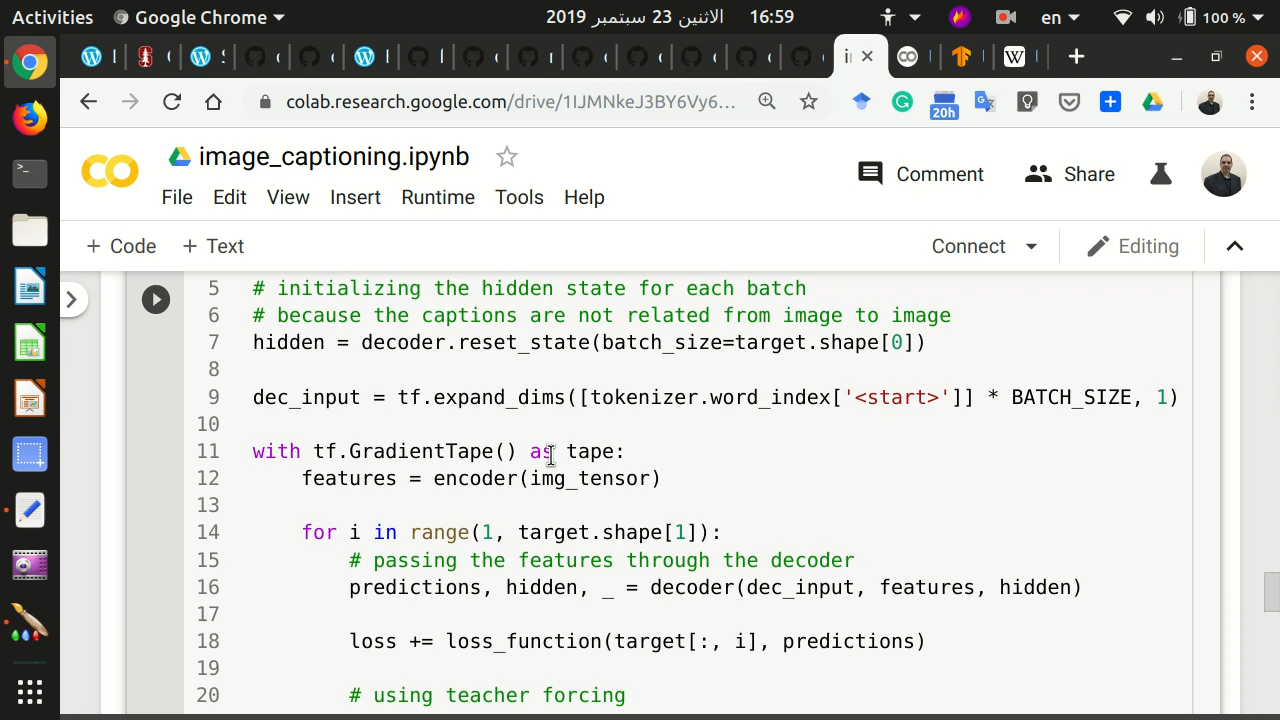 Activities Google Chrome الاثنين 23 سبتمبر 2019 16:59 en 100 %
colab.research.google.com/drive/1IJMNkeJ3BY6Vy6... 20h
image_captioning.ipynb
Comment Share
File Edit View Insert Runtime Tools Help
+ Code + Text Connect Editing
5 # initializing the hidden state for each batch
6 # because the captions are not related from image to image
7 hidden = decoder.reset_state(batch_size=target.shape[0])
8
9 dec_input = tf.expand_dims([tokenizer.word_index['<start>']] * BATCH_SIZE, 1)
10
11 with tf.GradientTape() as tape:
12 features = encoder(img_tensor)
13
14 for i in range(1, target.shape[1]):
15 # passing the features through the decoder
16 predictions, hidden, _ = decoder(dec_input, features, hidden)
17
18 loss += loss_function(target[:, i], predictions)
19
20 # using teacher forcing